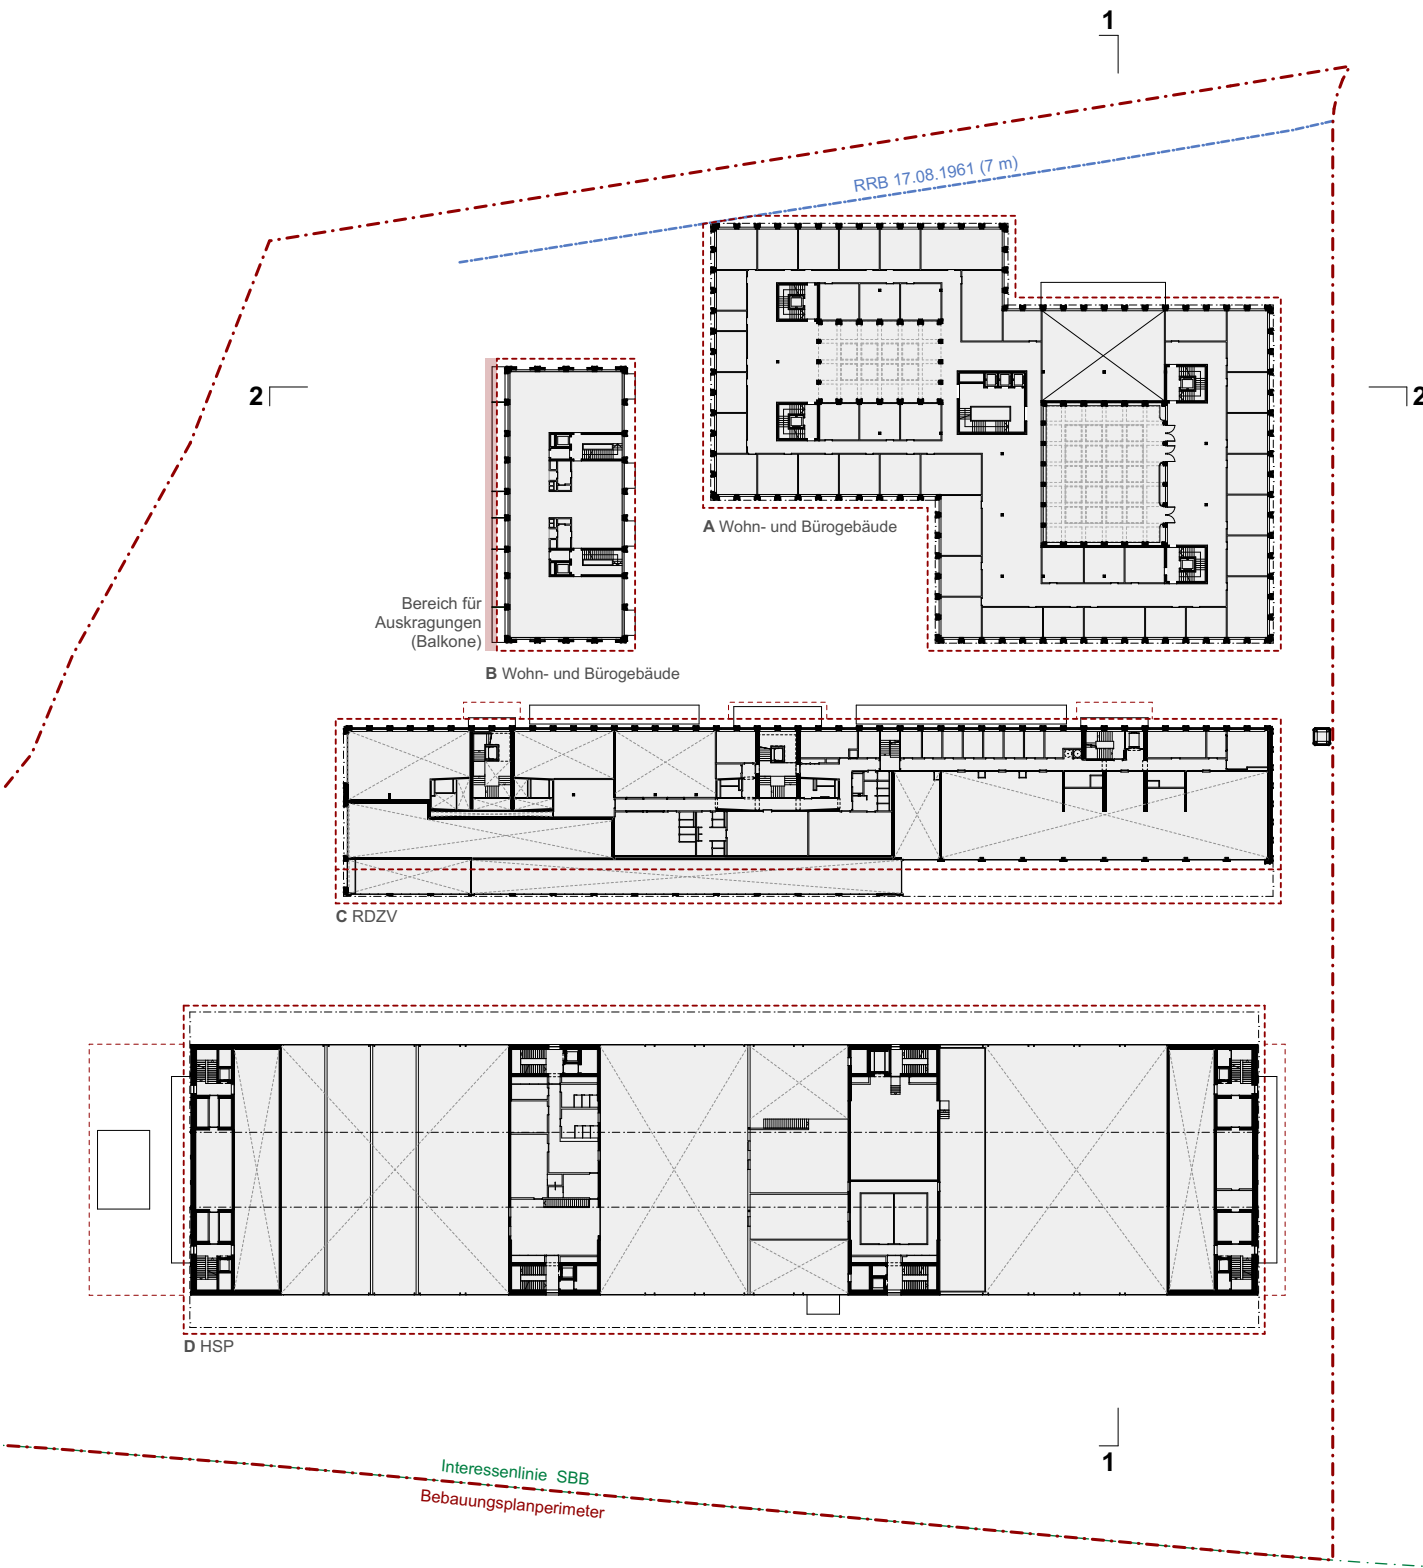 1
RRB 17.08.1961 (7 m)
2
2
A Wohn- und Bürogebäude
Bereich für
Auskragungen
(Balkone)
B Wohn- und Bürogebäude
C RDZV
D HSP
1
Interessenlinie SBB
Bebauungsplanperimeter